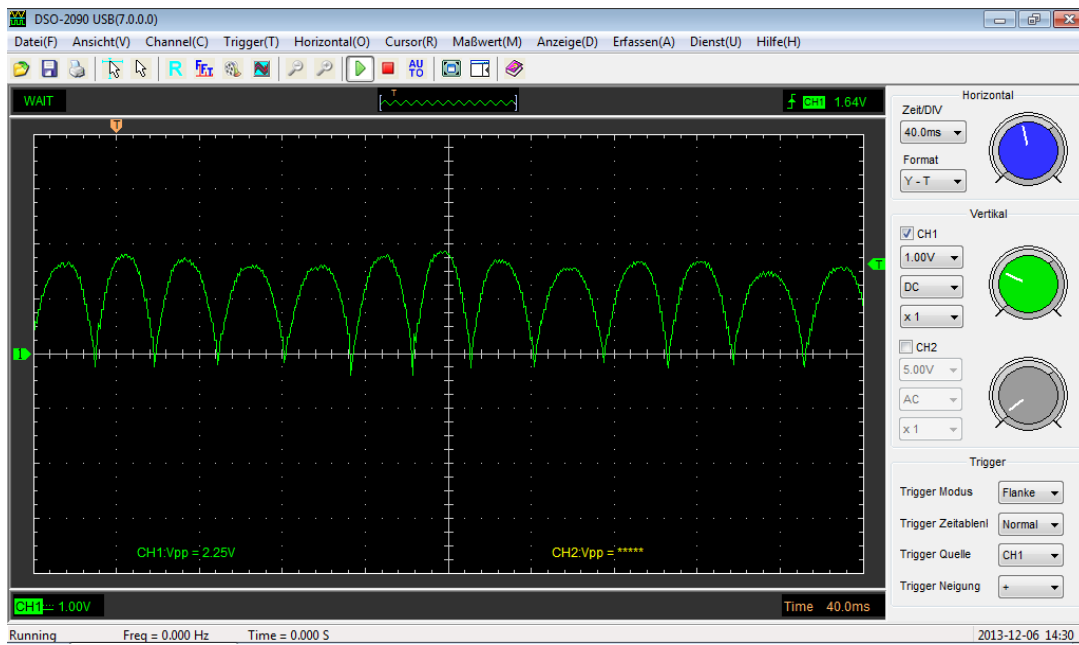 DSO-2090 USB(7.0.0.0)
Datei(F) Ansicht(V) Channel(C) Trigger(T) Horizontal(O) Cursor(R) Maßwert(M) Anzeige(D) Erfassen(A) Dienst(U) Hilfe(H)
R FFT AUTO
WAIT T CH1 1.64V
T
T
1
CH1:Vpp = 2.25V CH2:Vpp = *****
CH1 1.00V Time 40.0ms
Horizontal
Zeit/DIV
40.0ms
Format
Y - T
Vertikal
CH1
1.00V
DC
x 1
CH2
5.00V
AC
x 1
Trigger
Trigger Modus Flanke
Trigger Zeitablenl Normal
Trigger Quelle CH1
Trigger Neigung +
Running Freq = 0.000 Hz Time = 0.000 S 2013-12-06 14:30